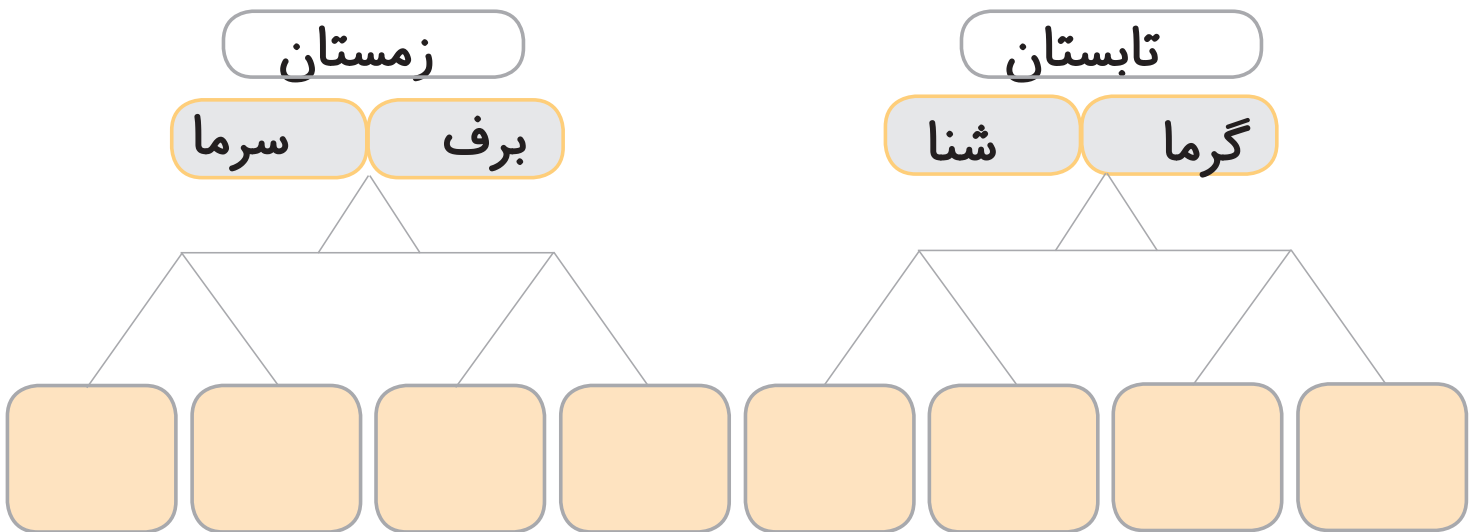 تابستان
گرما شنا
زمستان
برف سرما